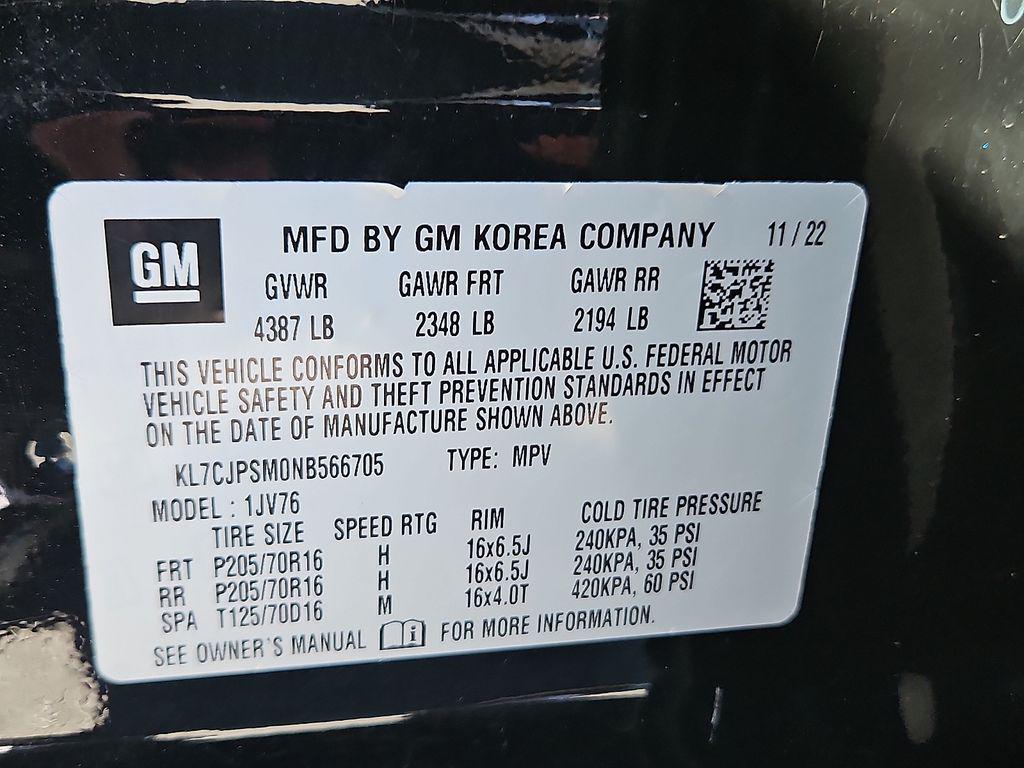 GM
MFD BY GM KOREA COMPANY 11/22
GVWR GAWR FRT GAWR RR
4387 LB 2348 LB 2194 LB
THIS VEHICLE CONFORMS TO ALL APPLICABLE U.S. FEDERAL MOTOR
VEHICLE SAFETY AND THEFT PREVENTION STANDARDS IN EFFECT
ON THE DATE OF MANUFACTURE SHOWN ABOVE.
KL7CJPSM0NB566705 TYPE: MPV
MODEL : 1JV76
TIRE SIZE SPEED RTG RIM COLD TIRE PRESSURE
FRT P205/70R16 H 16x6.5J 240KPA, 35 PSI
RR P205/70R16 H 16x6.5J 240KPA, 35 PSI
SPA T125/70D16 M 16x4.0T 420KPA, 60 PSI
SEE OWNER'S MANUAL i FOR MORE INFORMATION.